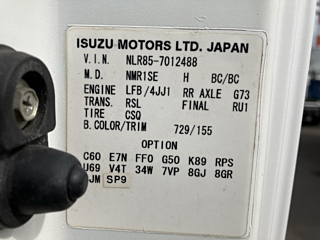 ISUZU MOTORS LTD. JAPAN
V.I.N. NLR85-7012488
M.D. NMR1SE H BC/BC
ENGINE LFB/4JJ1 RR AXLE G73
TRANS. RSL FINAL RU1
TIRE CSQ
B.COLOR/TRIM 729/155
OPTION
C60 E7N FF0 G50 K89 RPS
U69 V4T 34W 7VP 8GJ 8GR
SP9